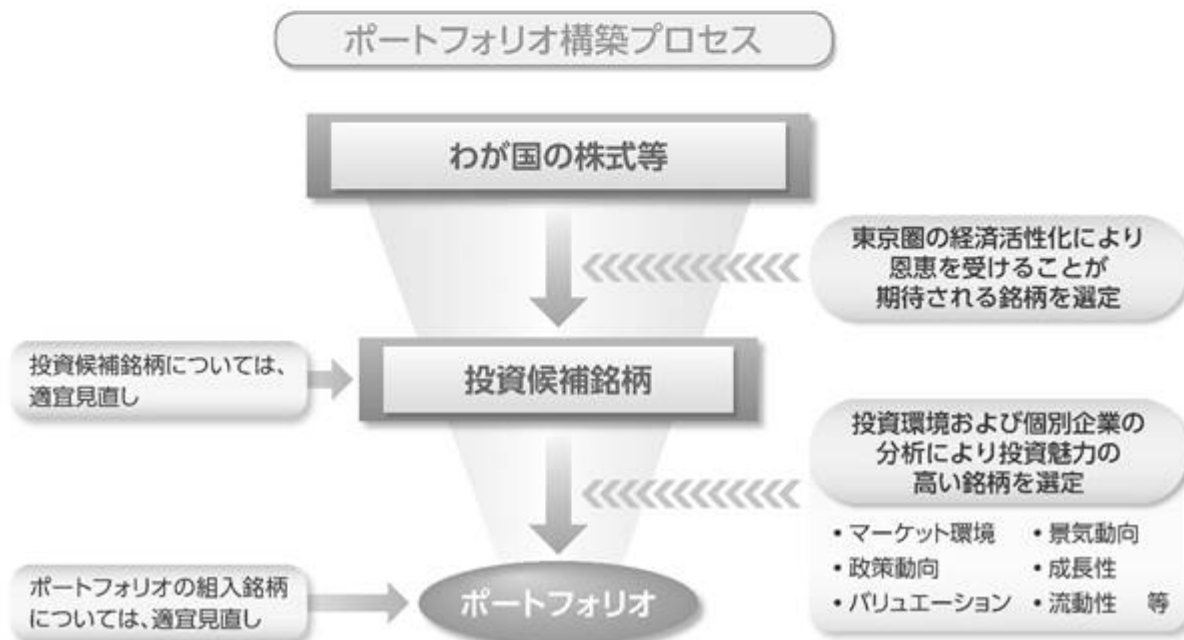 ポートフォリオ構築プロセス
わが国の株式等
東京圏の経済活性化により
恩恵を受けることが
期待される銘柄を選定
投資候補銘柄については、
適宜見直し
投資候補銘柄
投資環境および個別企業の
分析により投資魅力の
高い銘柄を選定
• マーケット環境 • 景気動向
• 政策動向 • 成長性
• バリュエーション • 流動性 等
ポートフォリオの組入銘柄
については、適宜見直し
ポートフォリオ